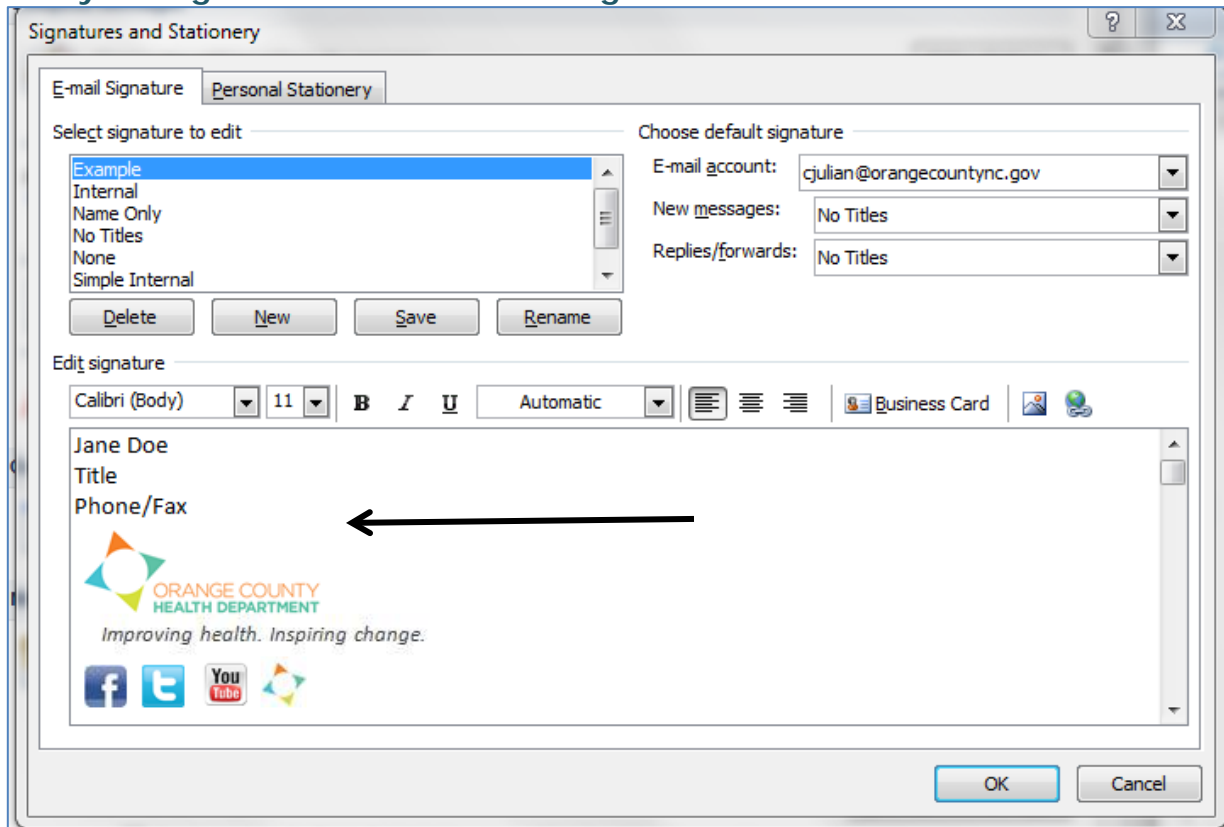 Signatures and Stationery
E-mail Signature
Personal Stationery
Select signature to edit
Choose default signature
Example
Internal
Name Only
No Titles
None
Simple Internal
E-mail account:
cjulian@orangecountync.gov
New messages:
No Titles
Replies/forwards:
No Titles
Delete
New
Save
Rename
Edit signature
Calibri (Body)
11
B
I
U
Automatic
Business Card
Jane Doe
Title
Phone/Fax
ORANGE COUNTY
HEALTH DEPARTMENT
Improving health. Inspiring change.
f
t
You
Tube
OK
Cancel